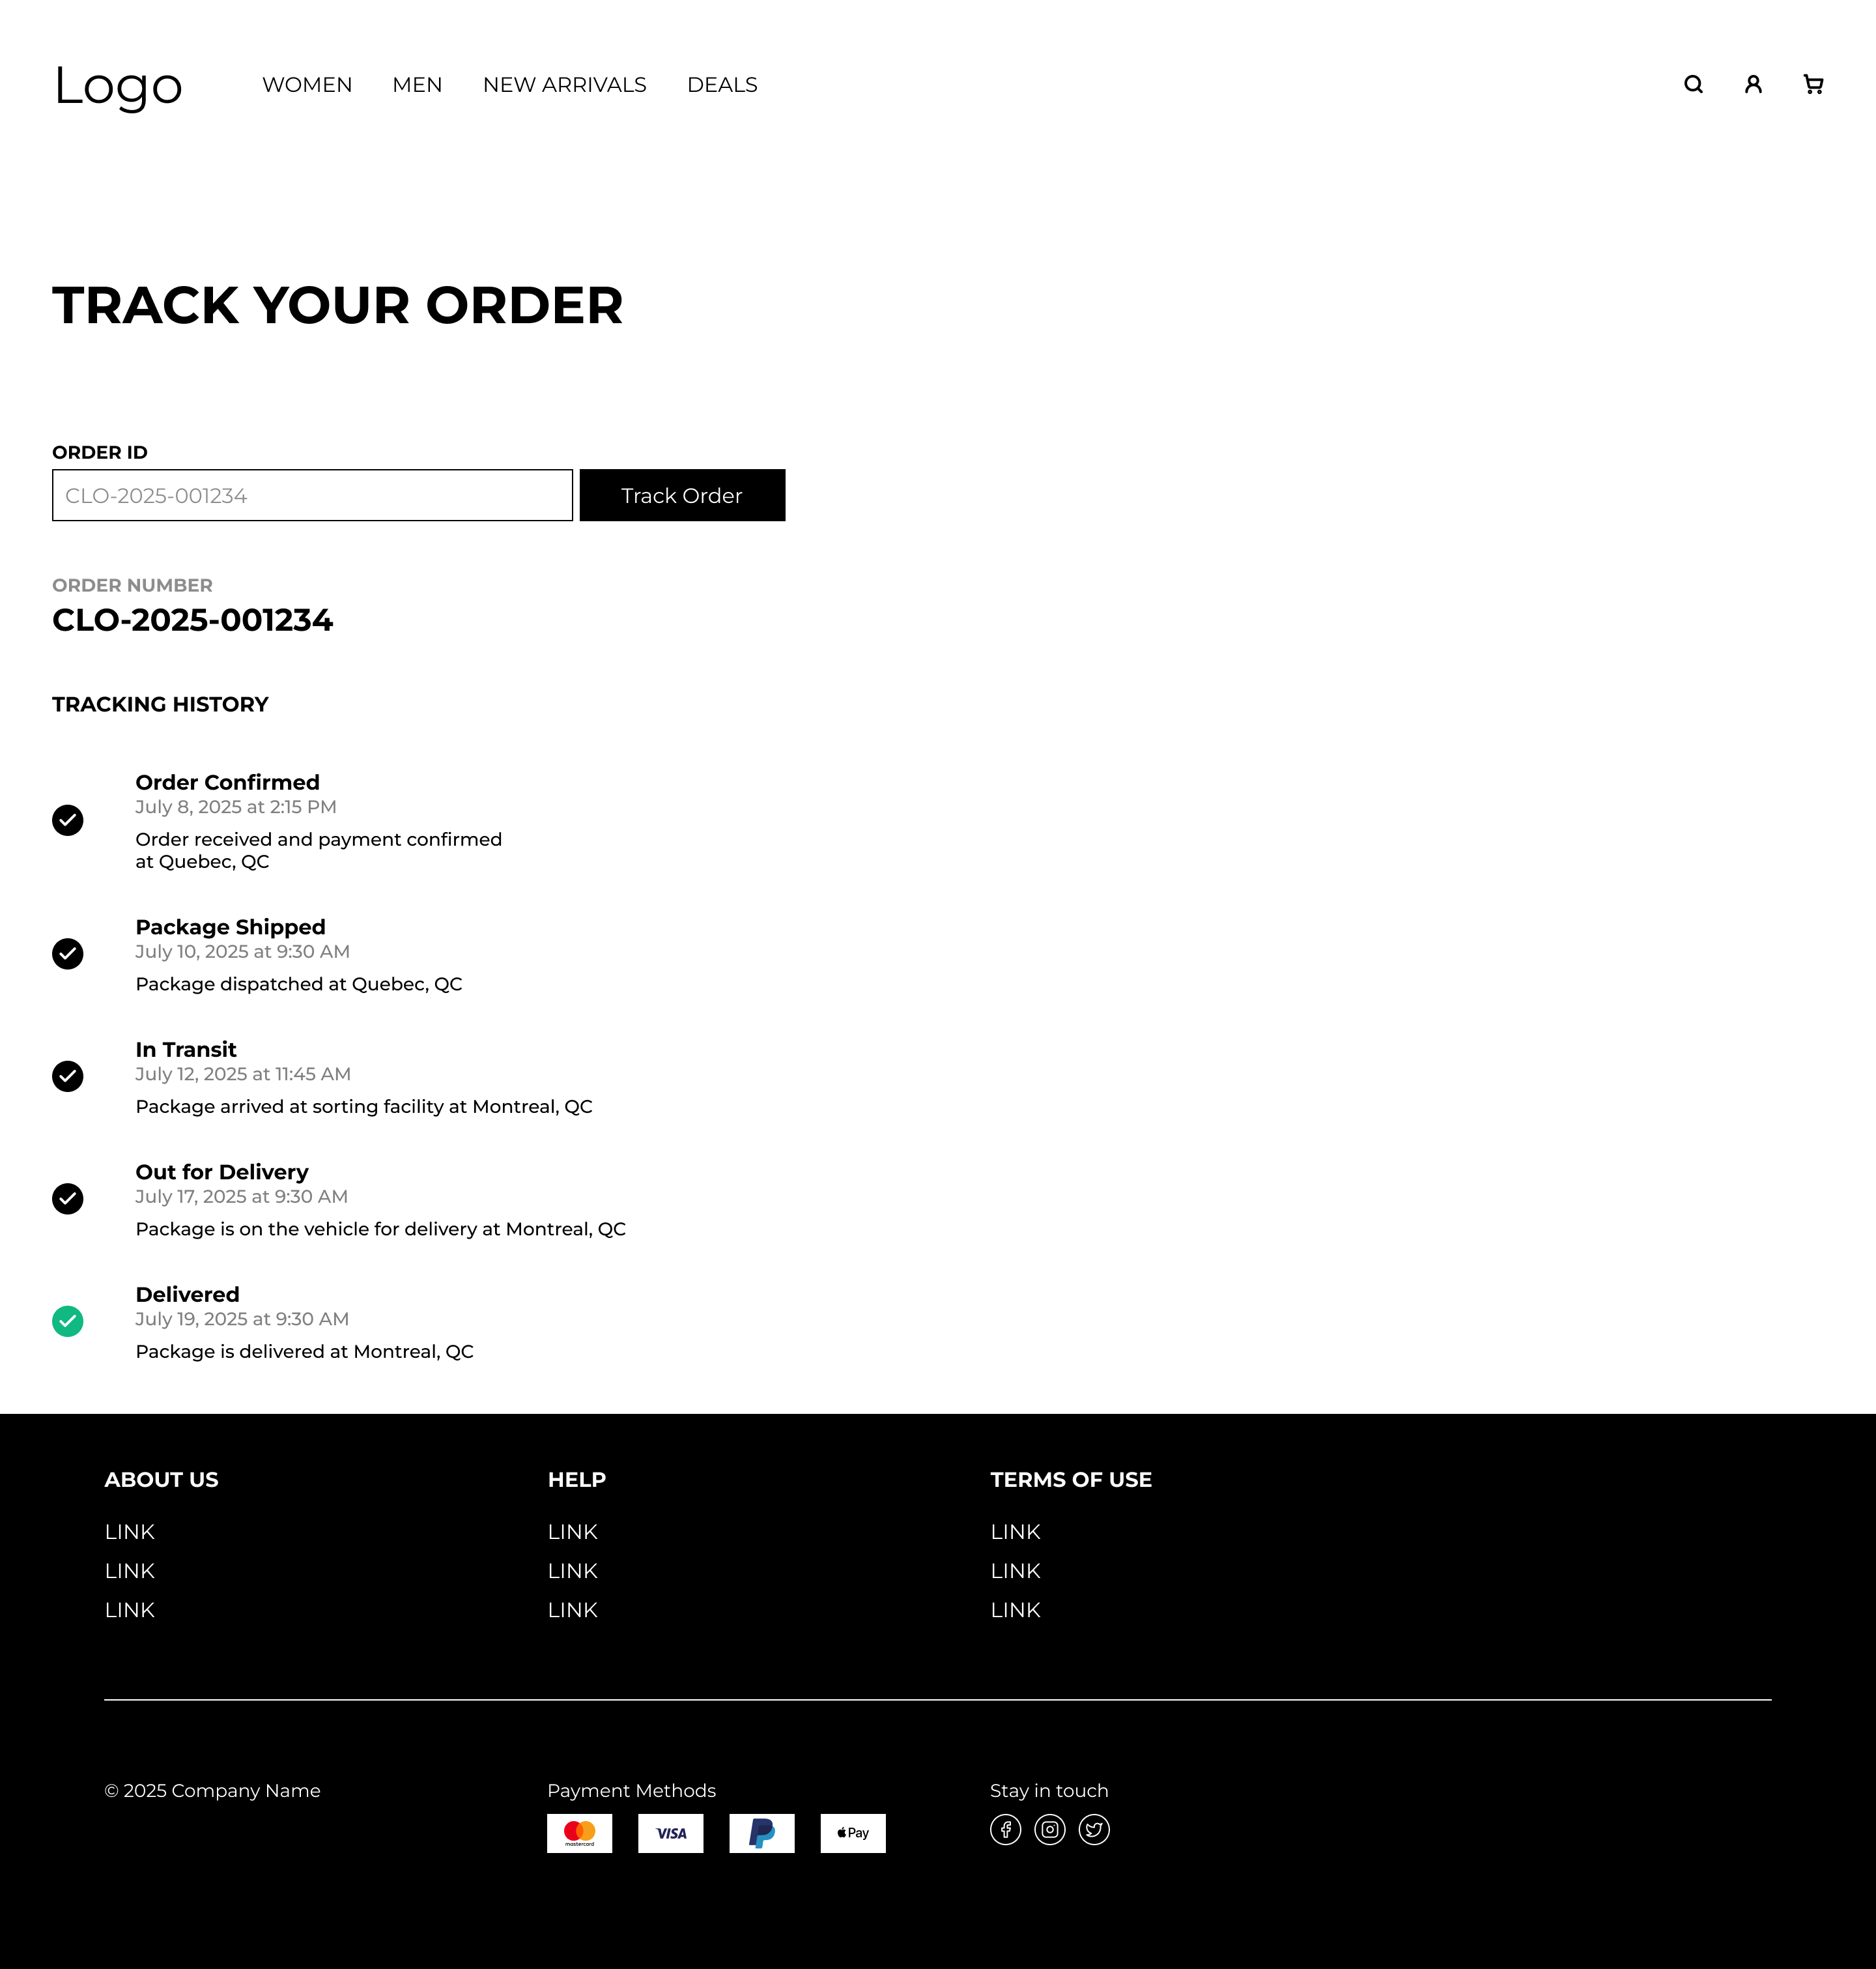 Logo
WOMEN
MEN
NEW ARRIVALS
DEALS
TRACK YOUR ORDER
ORDER ID
CLO-2025-001234
Track Order
ORDER NUMBER
CLO-2025-001234
TRACKING HISTORY
Order Confirmed
July 8, 2025 at 2:15 PM
Order received and payment confirmed
at Quebec, QC
Package Shipped
July 10, 2025 at 9:30 AM
Package dispatched at Quebec, QC
In Transit
July 12, 2025 at 11:45 AM
Package arrived at sorting facility at Montreal, QC
Out for Delivery
July 17, 2025 at 9:30 AM
Package is on the vehicle for delivery at Montreal, QC
Delivered
July 19, 2025 at 9:30 AM
Package is delivered at Montreal, QC
ABOUT US
LINK
LINK
LINK
HELP
LINK
LINK
LINK
TERMS OF USE
LINK
LINK
LINK
© 2025 Company Name
Payment Methods
mastercard
VISA
Pay
Stay in touch